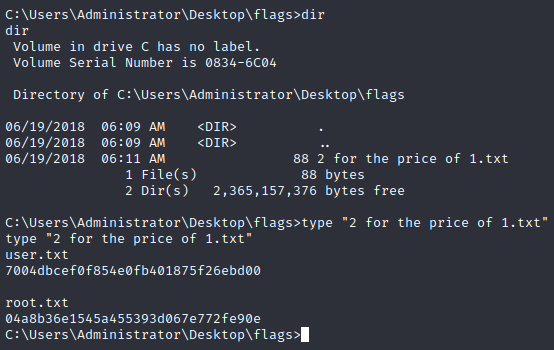 C:\Users\Administrator\Desktop\flags>dir
dir
 Volume in drive C has no label.
 Volume Serial Number is 0834-6C04

 Directory of C:\Users\Administrator\Desktop\flags

06/19/2018  06:09 AM    <DIR>          .
06/19/2018  06:09 AM    <DIR>          ..
06/19/2018  06:11 AM                88 2 for the price of 1.txt
               1 File(s)             88 bytes
               2 Dir(s)   2,365,157,376 bytes free

C:\Users\Administrator\Desktop\flags>type "2 for the price of 1.txt"
type "2 for the price of 1.txt"
user.txt
7004dbcef0f854e0fb401875f26ebd00

root.txt
04a8b36e1545a455393d067e772fe90e
C:\Users\Administrator\Desktop\flags>